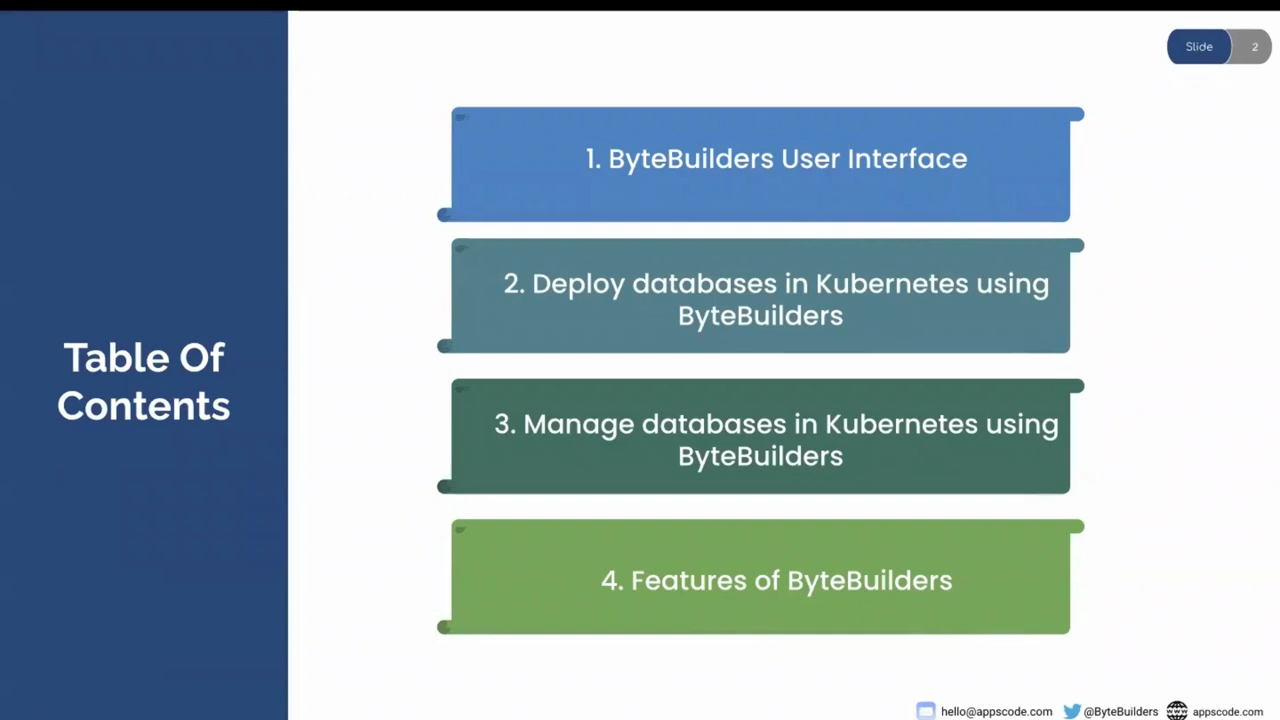 Slide 2
1. ByteBuilders User Interface
2. Deploy databases in Kubernetes using
ByteBuilders
Table Of
Contents
3. Manage databases in Kubernetes using
ByteBuilders
4. Features of ByteBuilders
hello@appscode.com @ByteBuilders appscode.com